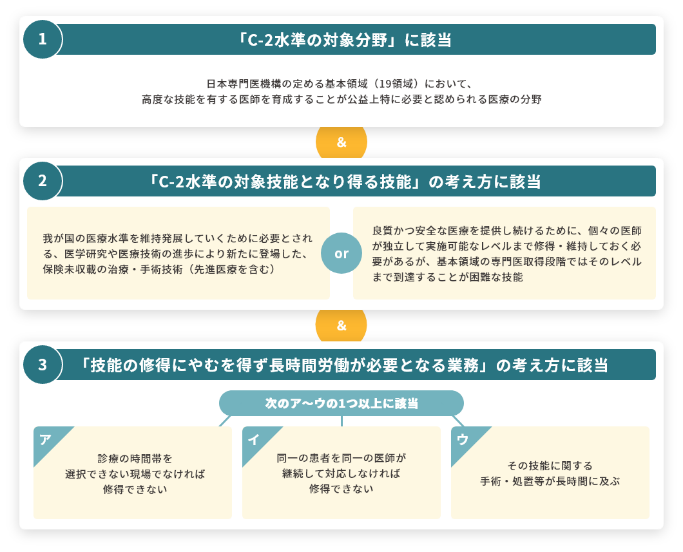 1
「C-2水準の対象分野」に該当
日本専門医機構の定める基本領域（19領域）において、
高度な技能を有する医師を育成することが公益上特に必要と認められる医療の分野
&
2
「C-2水準の対象技能となり得る技能」の考え方に該当
我が国の医療水準を維持発展していくために必要とされ
る、医学研究や医療技術の進歩により新たに登場した、
保険未収載の治療・手術技術（先進医療を含む）
or
良質かつ安全な医療を提供し続けるために、個々の医師
が独立して実施可能なレベルまで修得・維持しておく必
要があるが、基本領域の専門医取得段階ではそのレベル
まで到達することが困難な技能
&
3
「技能の修得にやむを得ず長時間労働が必要となる業務」の考え方に該当
次のア〜ウの1つ以上に該当
ア
診療の時間帯を
選択できない現場でなければ
修得できない
イ
同一の患者を同一の医師が
継続して対応しなければ
修得できない
ウ
その技能に関する
手術・処置等が長時間に及ぶ